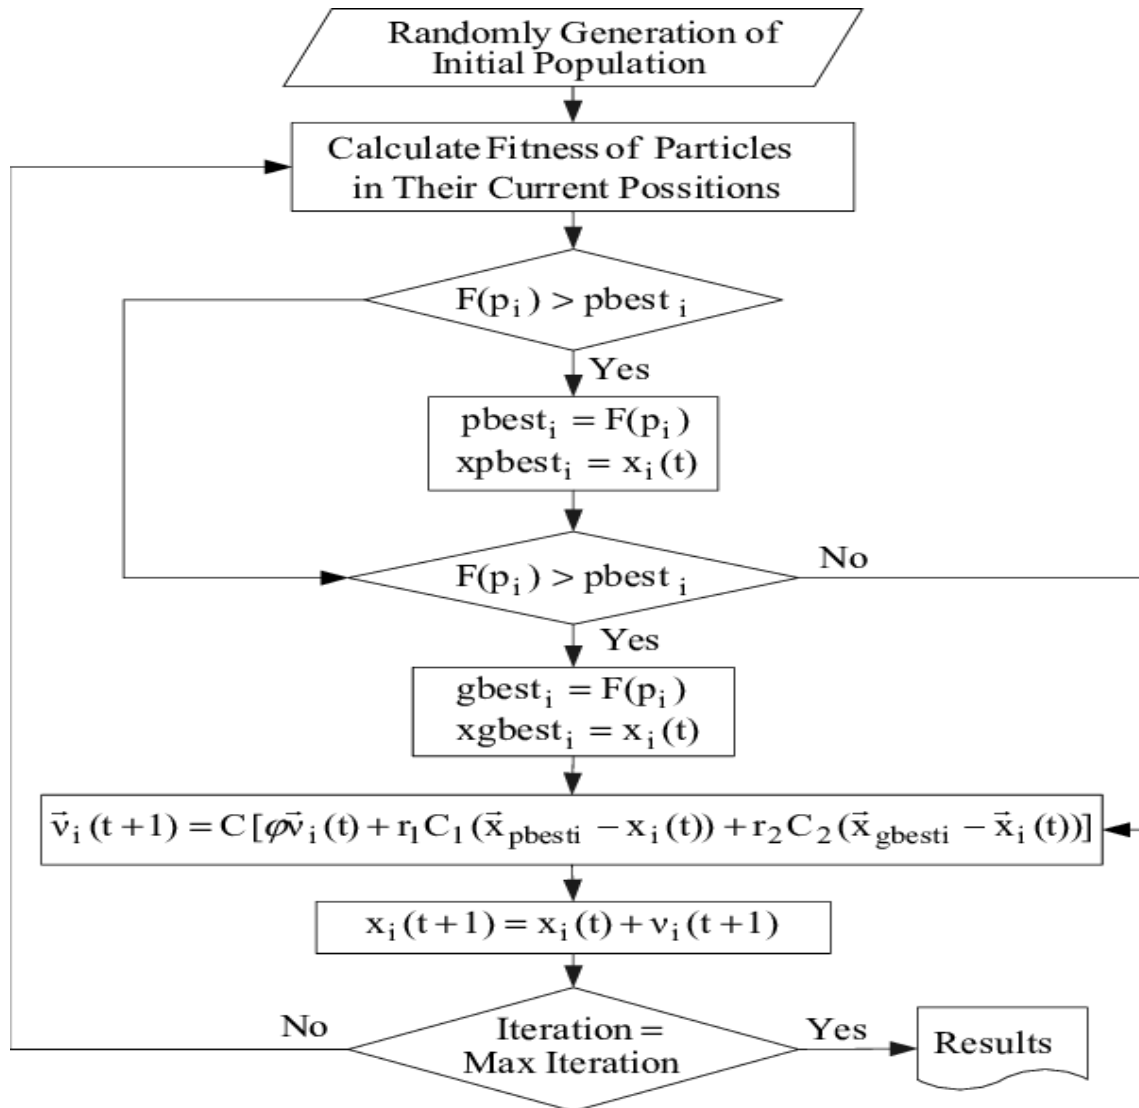 Randomly Generation of
Initial Population
Calculate Fitness of Particles
in Their Current Possitions
F(pᵢ) > pbest ᵢ
Yes
pbestᵢ = F(pᵢ)
xpbestᵢ = xᵢ(t)
F(pᵢ) > pbest ᵢ
No
Yes
gbestᵢ = F(pᵢ)
xgbestᵢ = xᵢ(t)
v⃗ᵢ(t+1) = C[φv⃗ᵢ(t) + r₁C₁(x⃗pbesti − xᵢ(t)) + r₂C₂(x⃗gbesti − x⃗ᵢ(t))]
xᵢ(t+1) = xᵢ(t) + vᵢ(t+1)
No
Iteration =
Max Iteration
Yes
Results